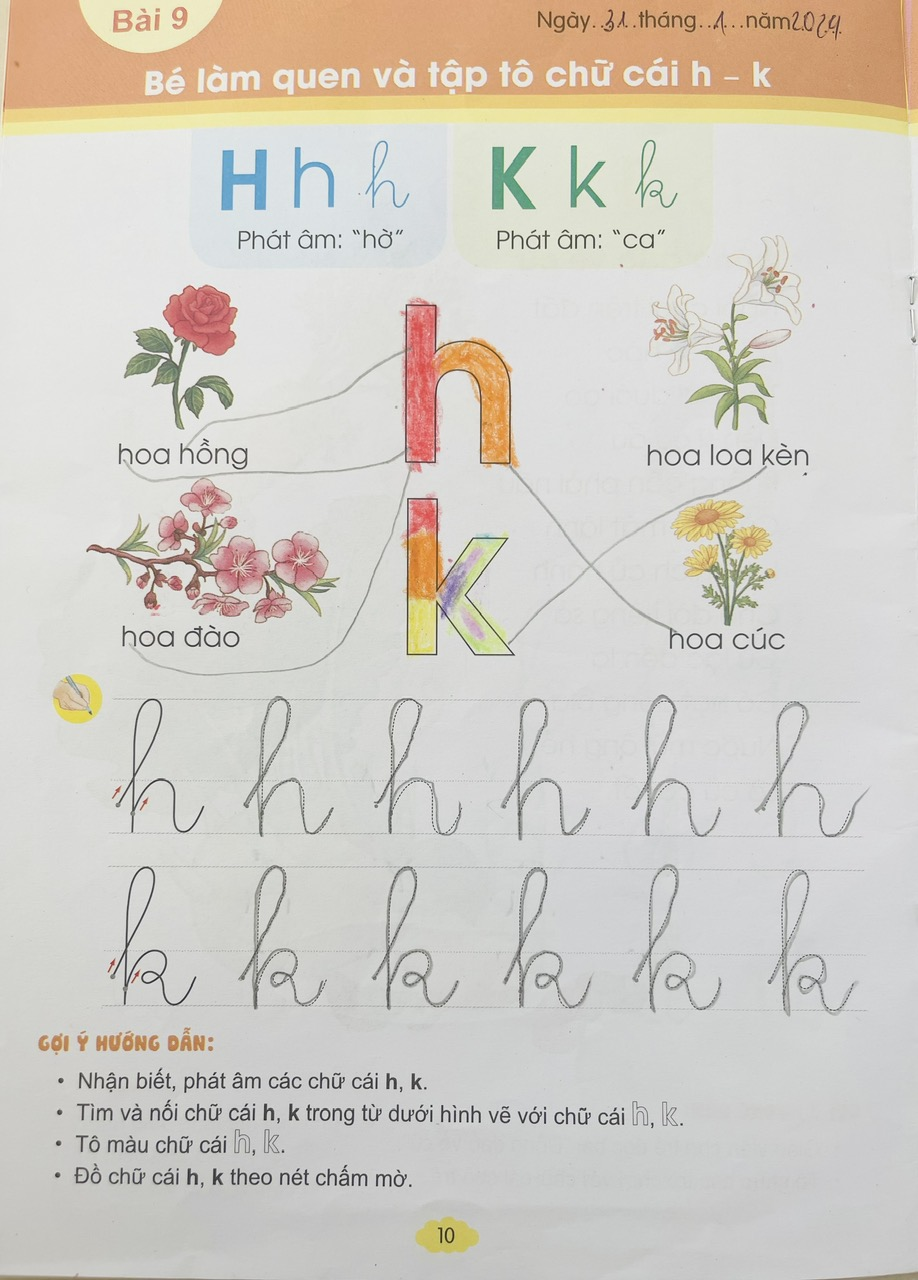 Bài 9
Ngày..31..tháng..1...năm2024.
Bé làm quen và tập tô chữ cái h – k
H h h
K k k
Phát âm: “hờ”
Phát âm: “ca”
h
hoa hồng
hoa loa kèn
k
hoa đào
hoa cúc
h h h h h h
k k k k k k
GỢI Ý HƯỚNG DẪN:
• Nhận biết, phát âm các chữ cái h, k.
• Tìm và nối chữ cái h, k trong từ dưới hình vẽ với chữ cái h, k.
• Tô màu chữ cái h, k.
• Đồ chữ cái h, k theo nét chấm mờ.
10